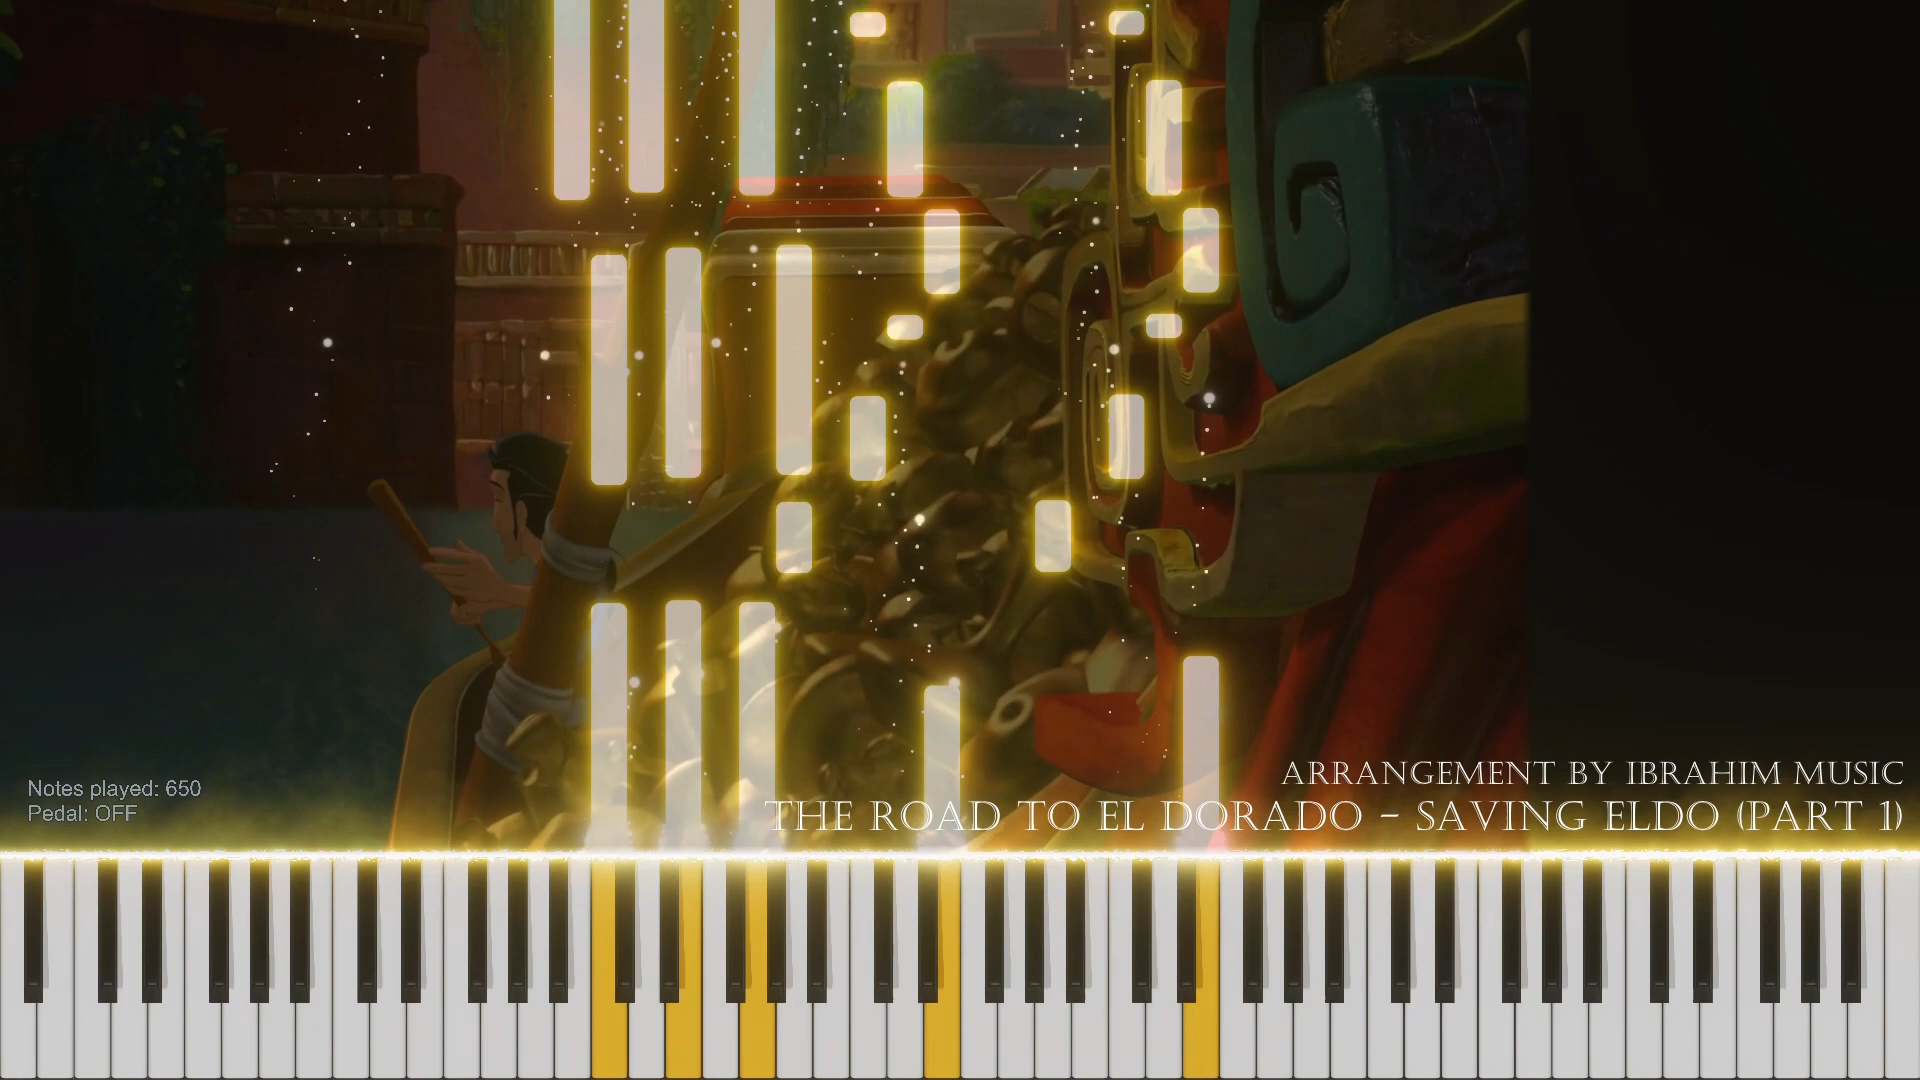 Notes played: 650
Pedal: OFF
ARRANGEMENT BY IBRAHIM MUSIC
THE ROAD TO EL DORADO - SAVING ELDO (PART 1)